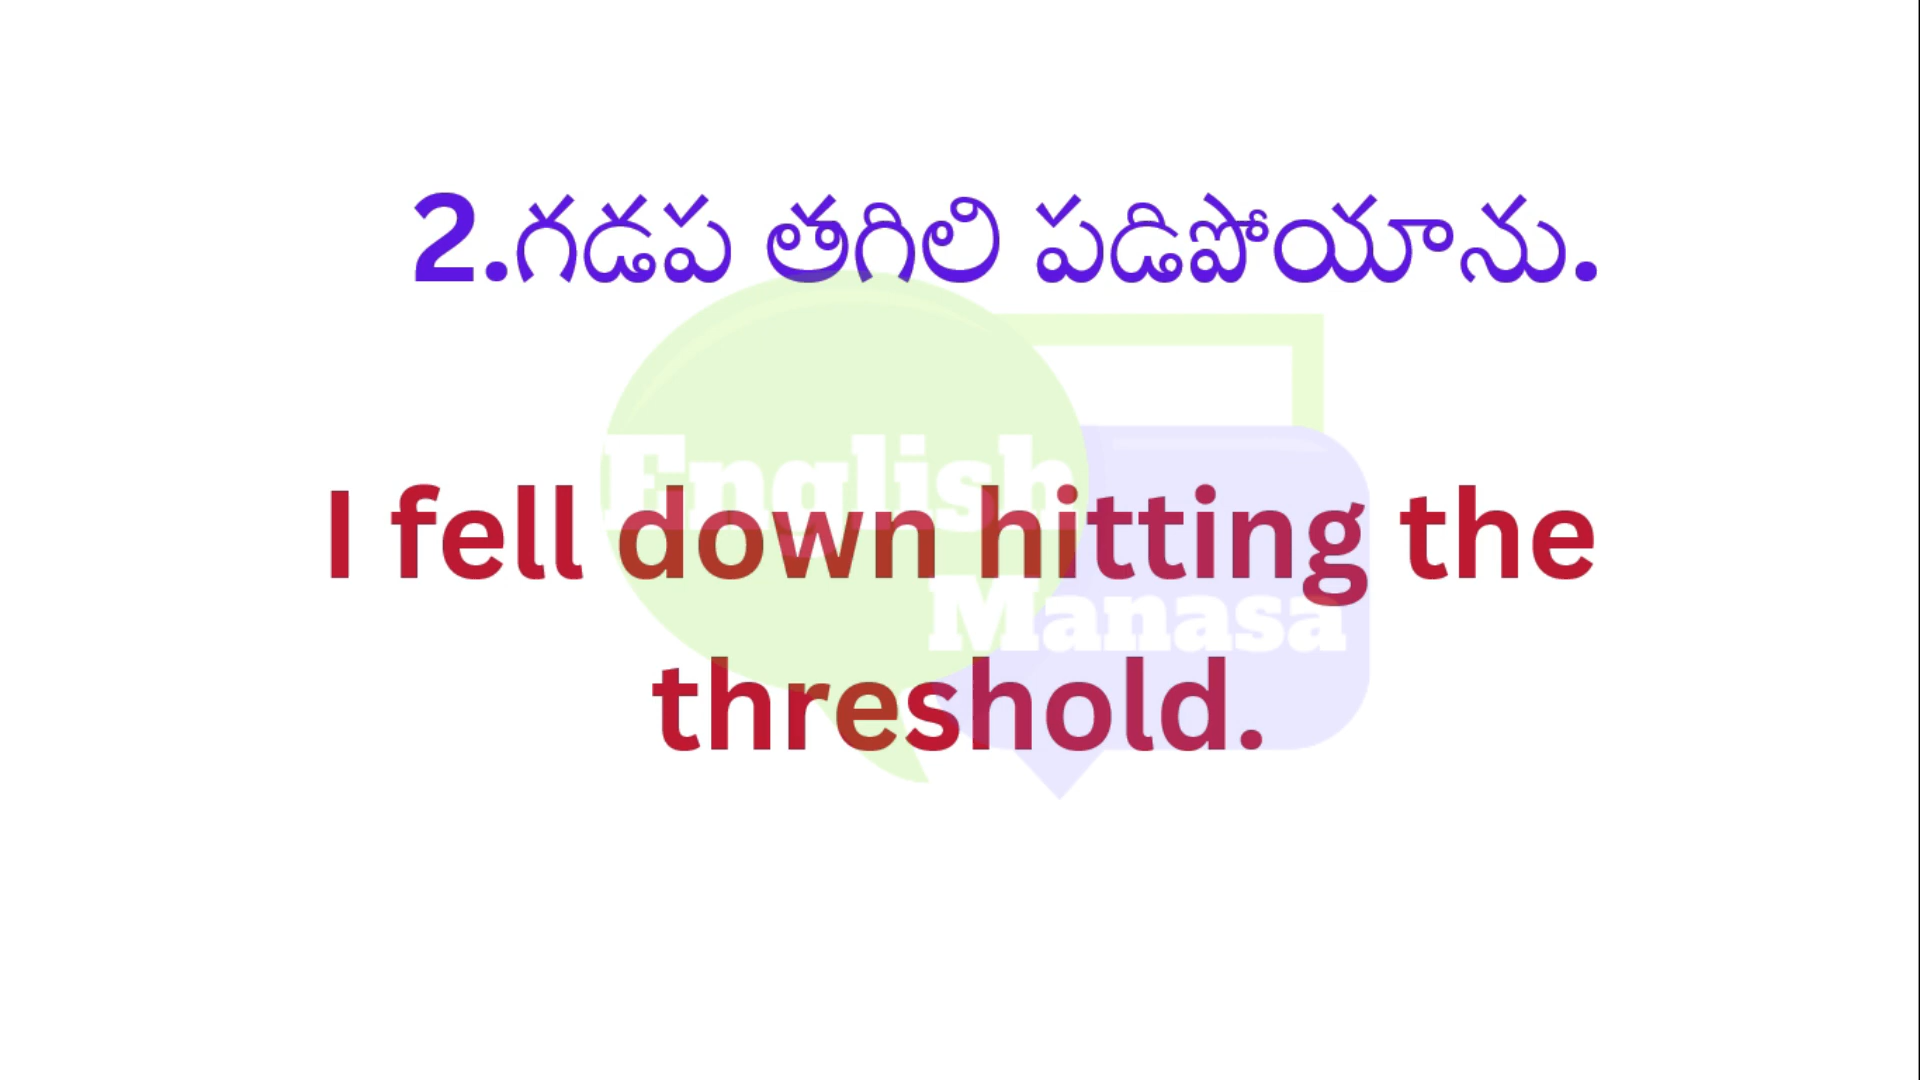 2.గడప తగిలి పడిపోయాను.
English
I fell down hitting the
Manasa
threshold.